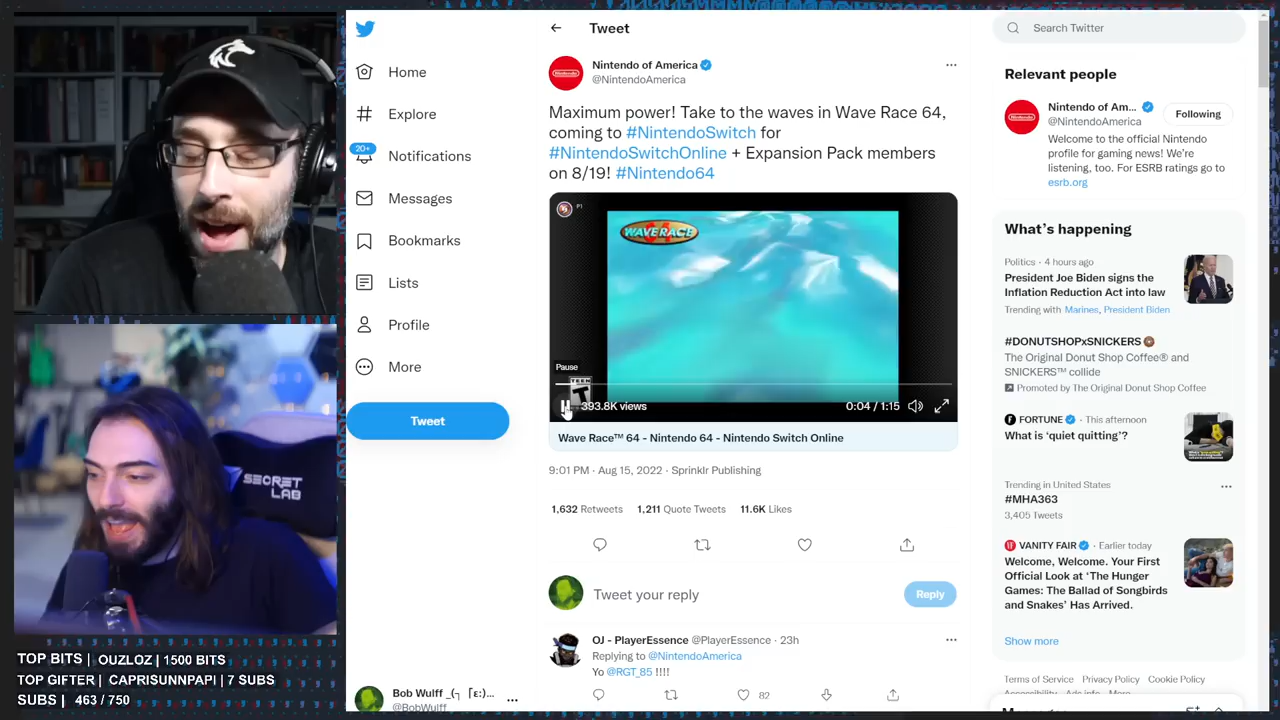 SECRET
LAB
TOP BITS | OUZLOZ | 1500 BITS
TOP GIFTER | CAPRISUNNPAPI | 7 SUBS
SUBS | 463 / 750
Home
Explore
20+
Notifications
Messages
Bookmarks
Lists
Profile
More
Tweet
Bob Wulff _(┐「ε:)...
@BobWulff
Tweet
Nintendo of America
@NintendoAmerica
Maximum power! Take to the waves in Wave Race 64,
coming to #NintendoSwitch for
#NintendoSwitchOnline + Expansion Pack members
on 8/19! #Nintendo64
P1
WAVE RACE
64
Pause
393.8K views
0:04 / 1:15
Wave Race™ 64 - Nintendo 64 - Nintendo Switch Online
9:01 PM · Aug 15, 2022 · Sprinklr Publishing
1,632 Retweets 1,211 Quote Tweets 11.6K Likes
Tweet your reply
Reply
OJ - PlayerEssence @PlayerEssence · 23h
Replying to @NintendoAmerica
Yo @RGT_85 !!!!
82
Search Twitter
Relevant people
Nintendo of Am...
@NintendoAmerica
Following
Welcome to the official Nintendo
profile for gaming news! We're
listening, too. For ESRB ratings go to
esrb.org
What's happening
Politics · 4 hours ago
President Joe Biden signs the
Inflation Reduction Act into law
Trending with Marines, President Biden
#DONUTSHOPxSNICKERS
The Original Donut Shop Coffee® and
SNICKERS™ collide
Promoted by The Original Donut Shop Coffee
FORTUNE · This afternoon
What is 'quiet quitting'?
Trending in United States
#MHA363
3,405 Tweets
VANITY FAIR · Earlier today
Welcome, Welcome. Your First
Official Look at 'The Hunger
Games: The Ballad of Songbirds
and Snakes' Has Arrived.
Show more
Terms of Service Privacy Policy Cookie Policy
Accessibility Ads info More
Messages